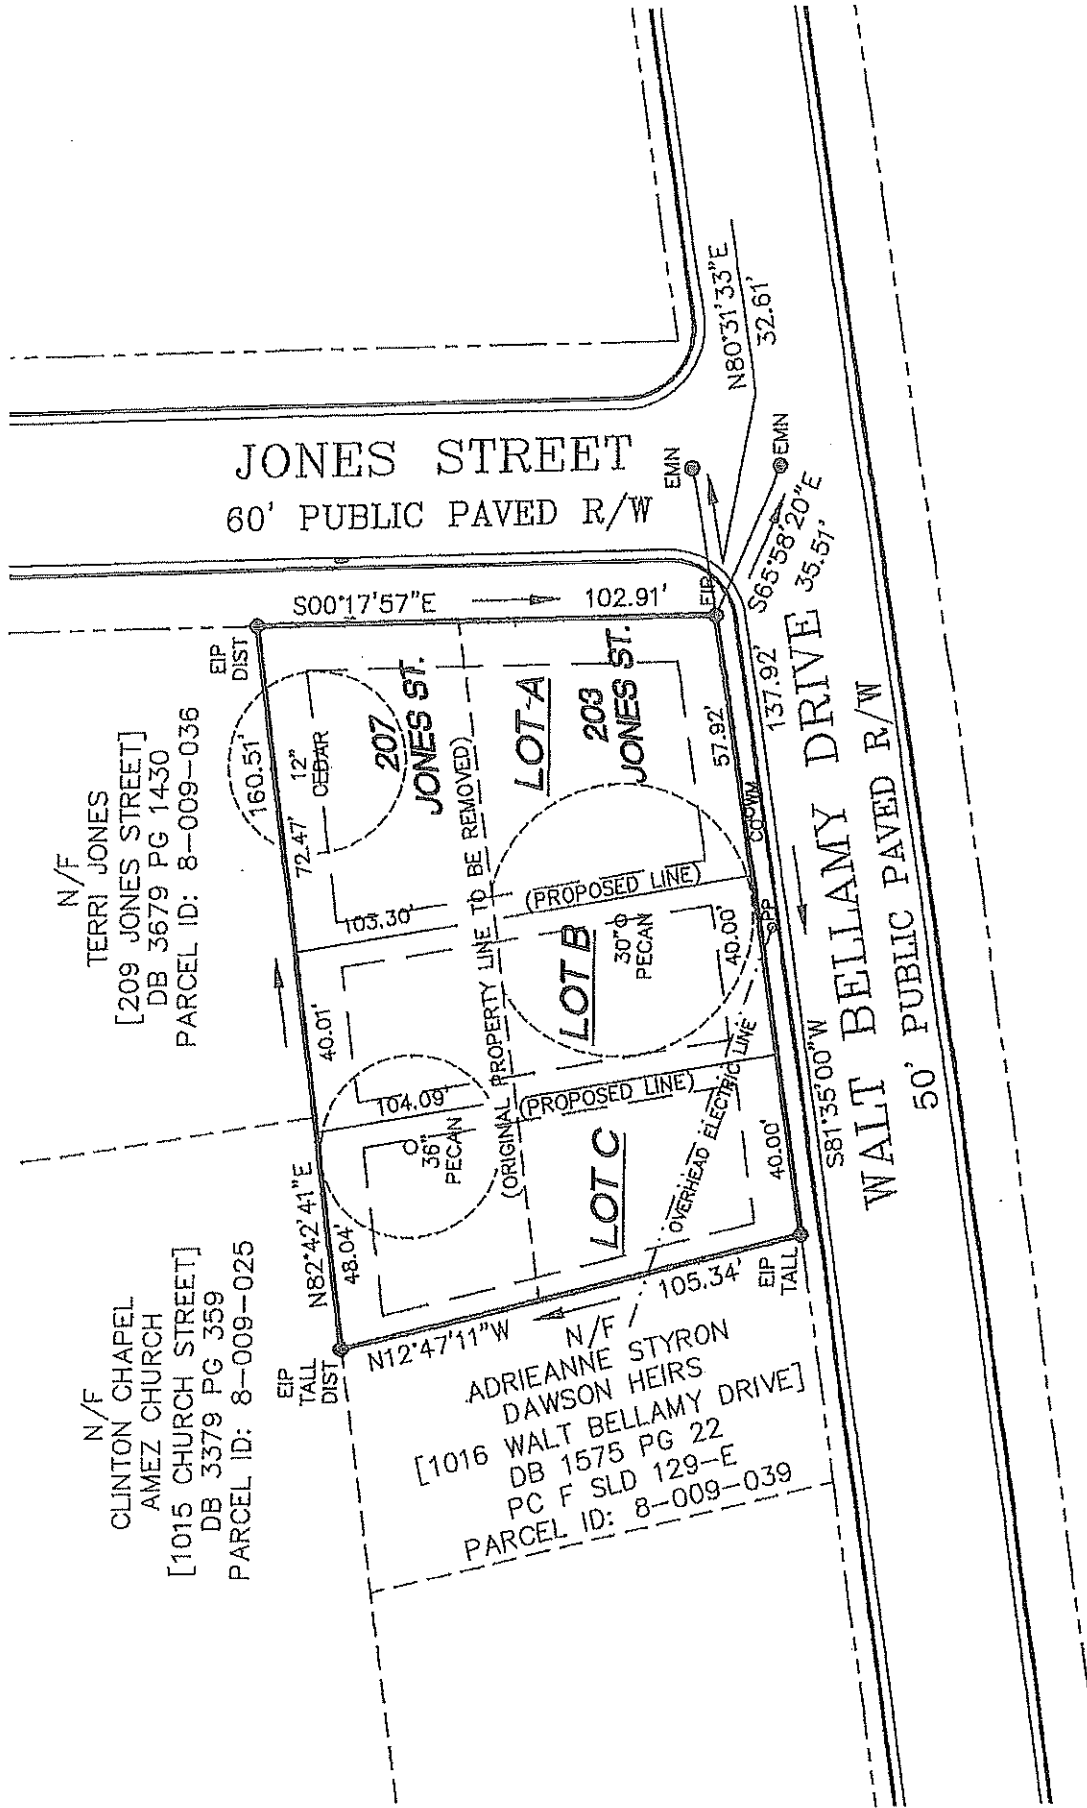 N/F
CLINTON CHAPEL
AMEZ CHURCH
[1015 CHURCH STREET]
DB 3379 PG 359
PARCEL ID: 8-009-025
N/F
TERRI JONES
[209 JONES STREET]
DB 3679 PG 1430
PARCEL ID: 8-009-036
EIP
TALL
DIST
N82°42'41"E
160.51'
48.04'
40.01'
72.47'
EIP
DIST
JONES STREET
60' PUBLIC PAVED R/W
S00°17'57"E
102.91'
12"
CEDAR
207
JONES ST.
LOT A
203
JONES ST.
103.30'
(PROPOSED LINE)
(ORIGINAL PROPERTY LINE TO BE REMOVED)
LOT B
30"
PECAN
104.09'
(PROPOSED LINE)
36"
PECAN
LOT C
OVERHEAD ELECTRIC LINE
N12°47'11"W
105.34'
EIP
TALL
40.00'
40.00'
57.92'
PP
CO
WM
EIP
EMN
EMN
N80°31'33"E
32.61'
S65°58'20"E
35.51'
137.92'
S81°35'00"W
WALT BELLAMY DRIVE
50' PUBLIC PAVED R/W
N/F
ADRIEANNE STYRON
DAWSON HEIRS
[1016 WALT BELLAMY DRIVE]
DB 1575 PG 22
PC F SLD 129-E
PARCEL ID: 8-009-039